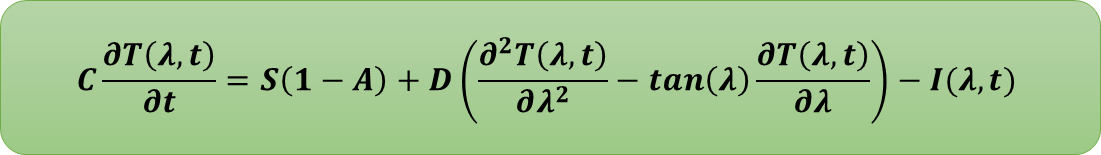 C ∂T(λ, t)/∂t = S(1 − A) + D (∂²T(λ, t)/∂λ² − tan(λ) ∂T(λ, t)/∂λ) − I(λ, t)